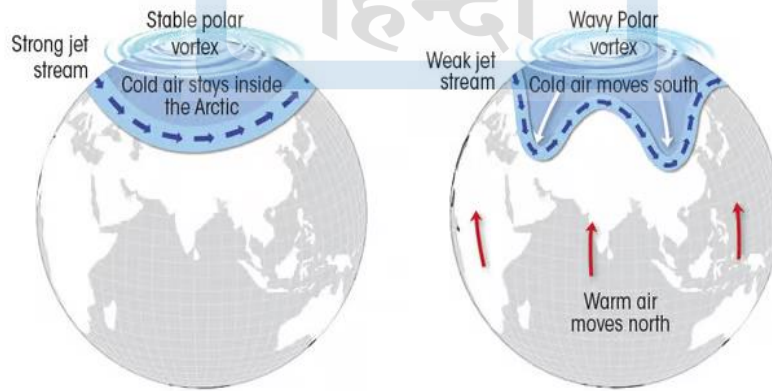 हिन्दी
Stable polar
vortex
Strong jet
stream
Cold air stays inside
the Arctic
Wavy Polar
vortex
Weak jet
stream
Cold air moves south
Warm air
moves north